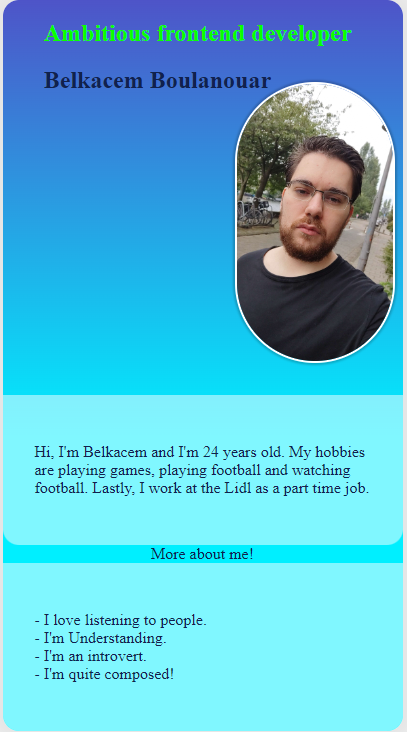 Ambitious frontend developer
Belkacem Boulanouar
Hi, I'm Belkacem and I'm 24 years old. My hobbies
are playing games, playing football and watching
football. Lastly, I work at the Lidl as a part time job.
More about me!
- I love listening to people.
- I'm Understanding.
- I'm an introvert.
- I'm quite composed!